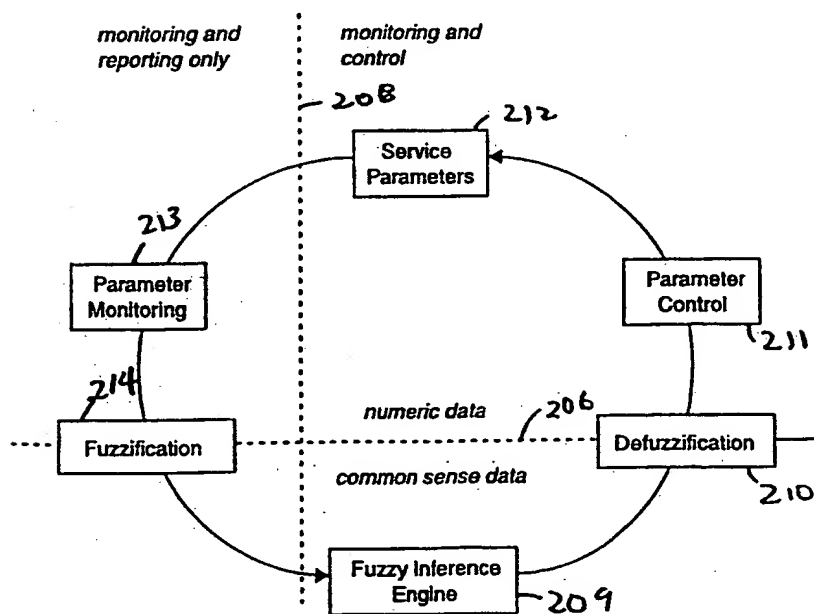 monitoring and
reporting only
monitoring and
control
208
212
Service
Parameters
213
Parameter
Monitoring
Parameter
Control
211
214
numeric data
206
Fuzzification
Defuzzification
common sense data
210
Fuzzy Inference
Engine
209